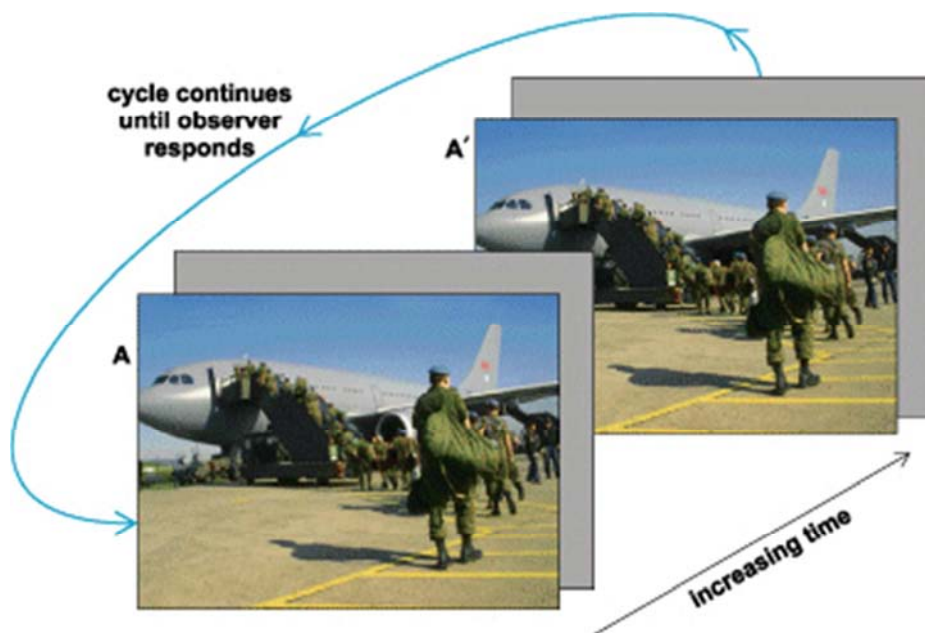 cycle continues
until observer
responds
A′
A
increasing time